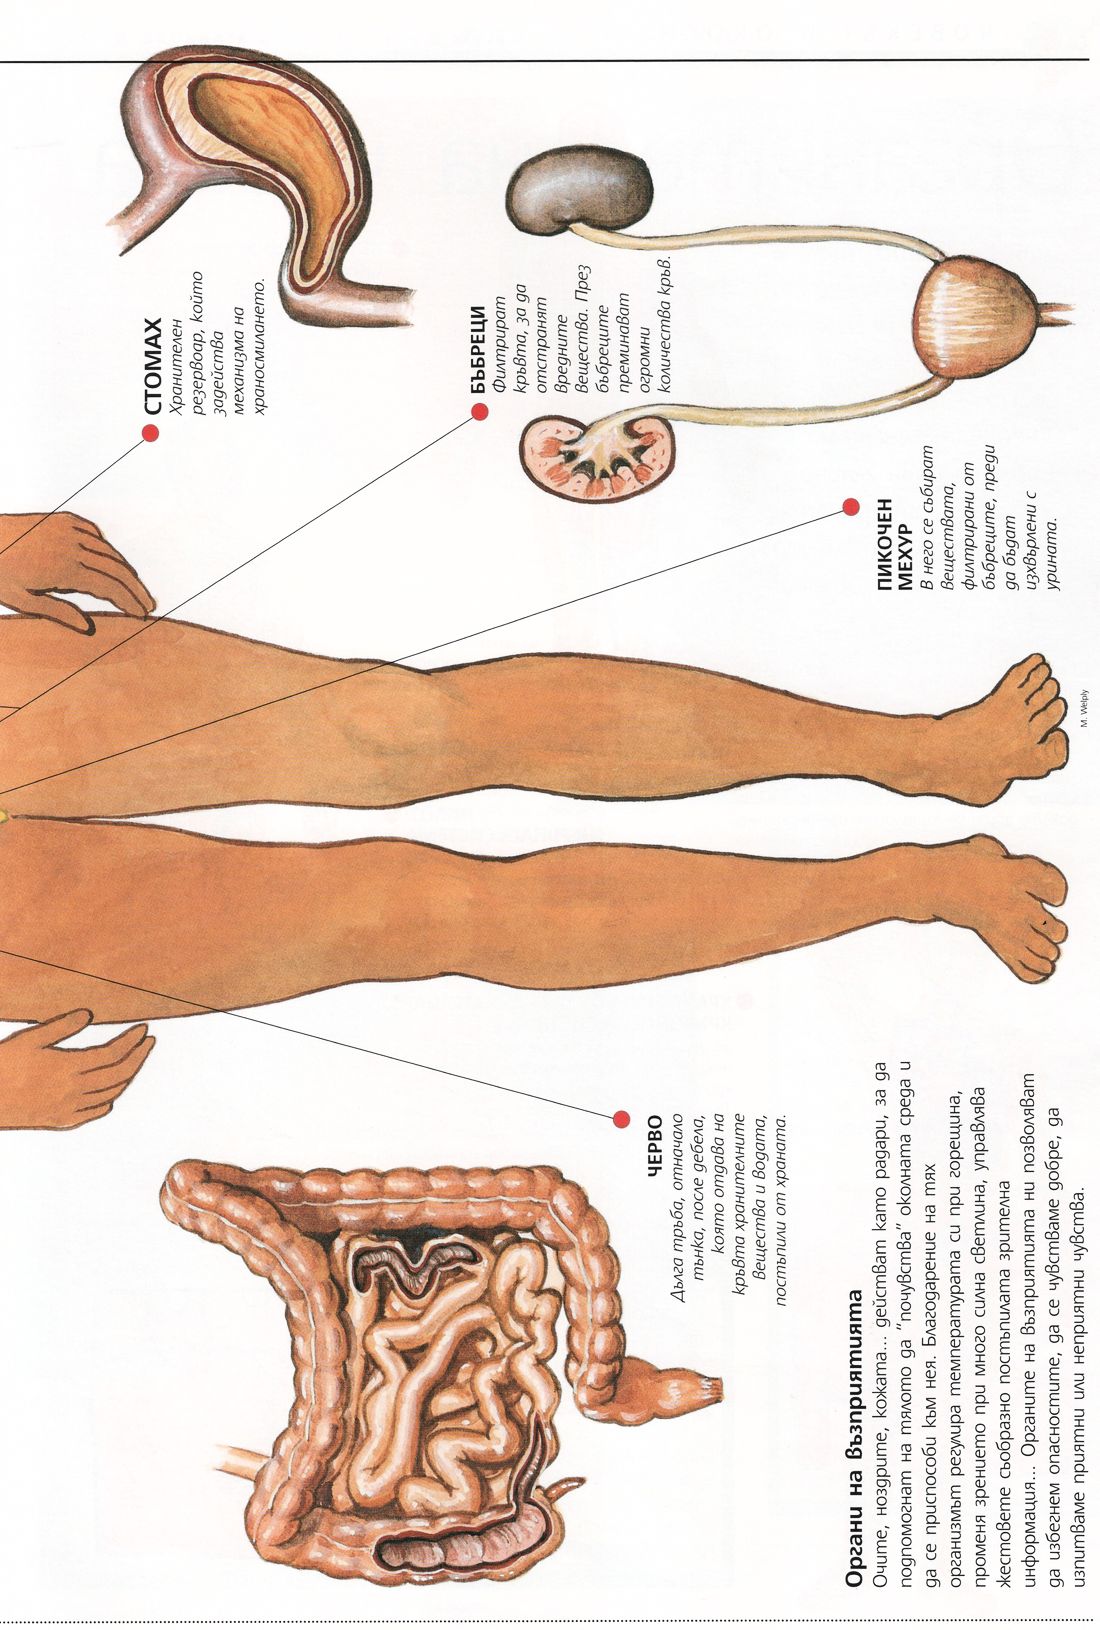 СТОМАХ
Хранителен
резервоар, който
задейства
механизма на
храносмилането.
БЪБРЕЦИ
Филтрират
кръвта, за да
отстранят
вредните
вещества. През
бъбреците
преминават
огромни
количества кръв.
ПИКОЧЕН
МЕХУР
В него се събират
веществата,
филтрирани от
бъбреците, преди
да бъдат
изхвърлени с
урината.
ЧЕРВО
Дълга тръба, отначало
тънка, после дебела,
която отдава на
кръвта хранителните
вещества и водата,
постъпили от храната.
Органи на възприятията
Очите, ноздрите, кожата... действат като радари, за да
подпомогнат на тялото да "почувства" околната среда и
да се приспособи към нея. Благодарение на тях
организмът регулира температурата си при горещина,
променя зрението при много силна светлина, управлява
жестовете съобразно постъпилата зрителна
информация... Органите на възприятията ни позволяват
да избегнем опасностите, да се чувстваме добре, да
изпитваме приятни или неприятни чувства.
M. Welply